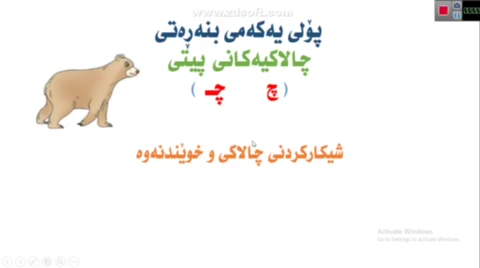 www.zdsoft.com
پۆلی یەکەمی بنەڕەتی
چالاکیەکانی پیتی
( چ چـ )
شیکارکردنی چالاکی و خوێندنەوە
Activate Windows
Go to Settings to activate Windows.